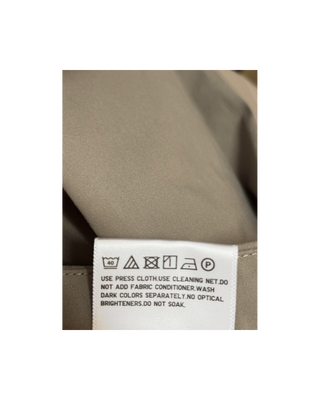 40 P
USE PRESS CLOTH.USE CLEANING NET.DO
NOT ADD FABRIC CONDITIONER.WASH
DARK COLORS SEPARATELY.NO OPTICAL
BRIGHTENERS.DO NOT SOAK.